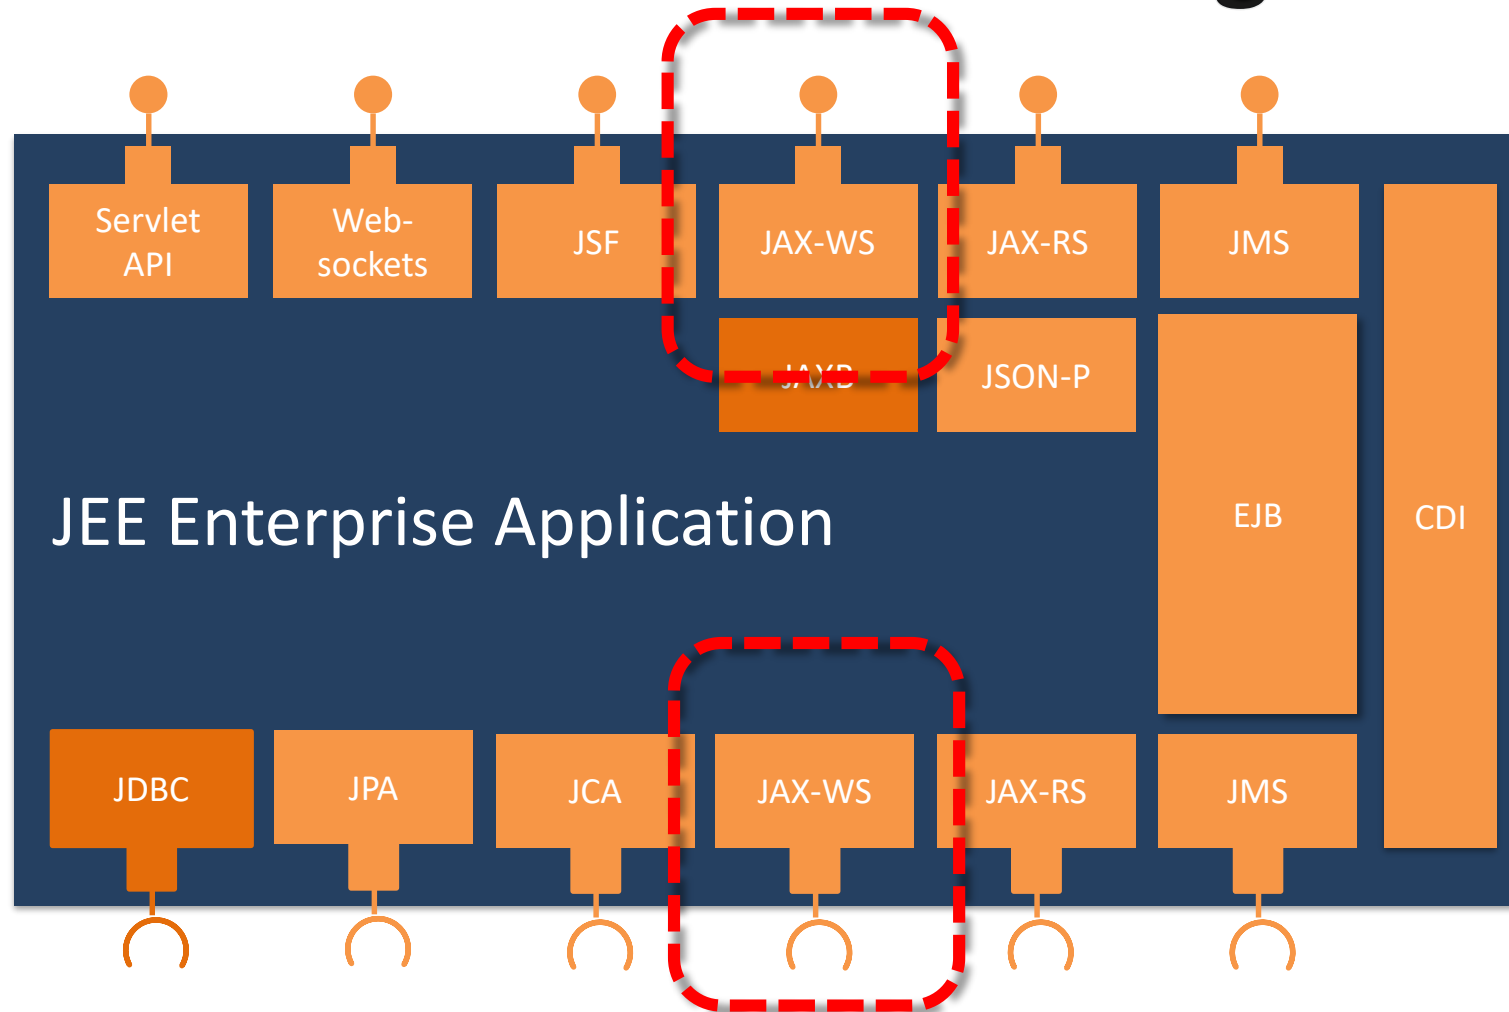 Servlet
API
Web-
sockets
JSF
JAX-WS
JAX-RS
JMS
JAXB
JSON-P
JEE Enterprise Application
EJB
CDI
JDBC
JPA
JCA
JAX-WS
JAX-RS
JMS